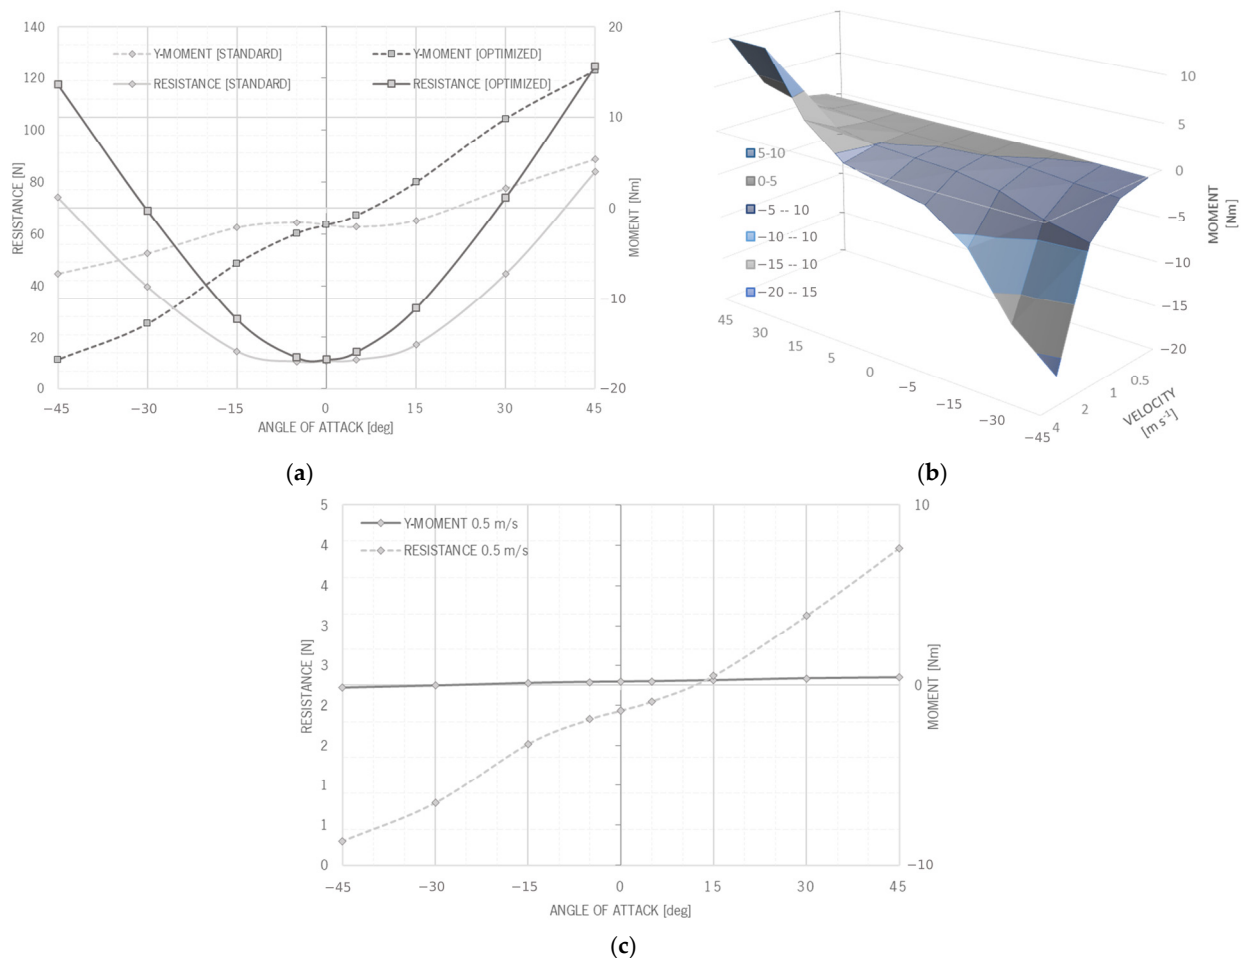 140
120
100
80
60
40
20
0
RESISTANCE [N]
Y-MOMENT [STANDARD]
Y-MOMENT [OPTIMIZED]
RESISTANCE [STANDARD]
RESISTANCE [OPTIMIZED]
20
10
0
−10
−20
MOMENT [Nm]
−45
−30
−15
0
15
30
45
ANGLE OF ATTACK [deg]
(a)
5-10
0-5
−5 -- 10
−10 -- 10
−15 -- 10
−20 -- 15
10
5
0
−5
−10
−15
−20
MOMENT
[Nm]
45
30
15
5
0
−5
−15
−30
−45
4
2
1
0.5
VELOCITY
[m s-1]
(b)
Y-MOMENT 0.5 m/s
RESISTANCE 0.5 m/s
5
4
4
3
3
2
2
1
1
0
RESISTANCE [N]
10
0
−10
MOMENT [Nm]
−45
−30
−15
0
15
30
45
ANGLE OF ATTACK [deg]
(c)